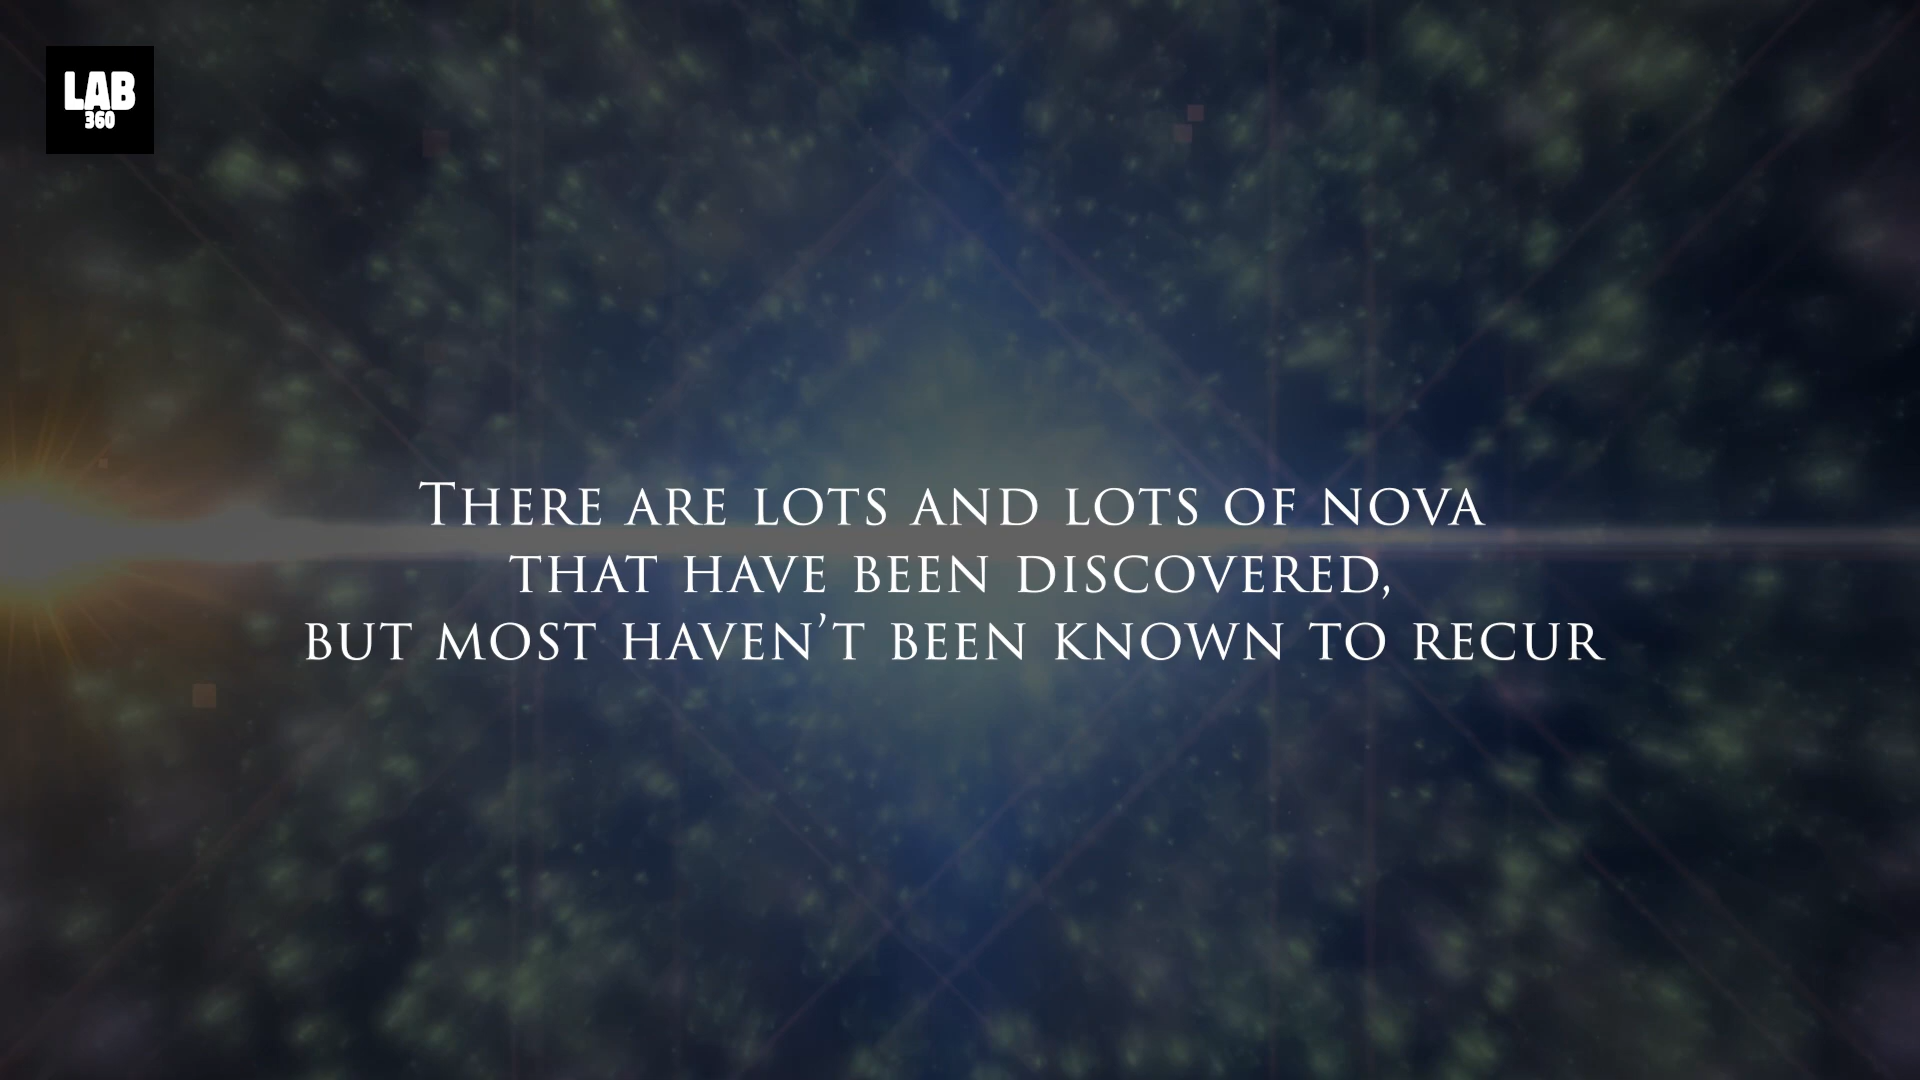 LAB
360
There are lots and lots of nova
that have been discovered,
but most haven't been known to recur